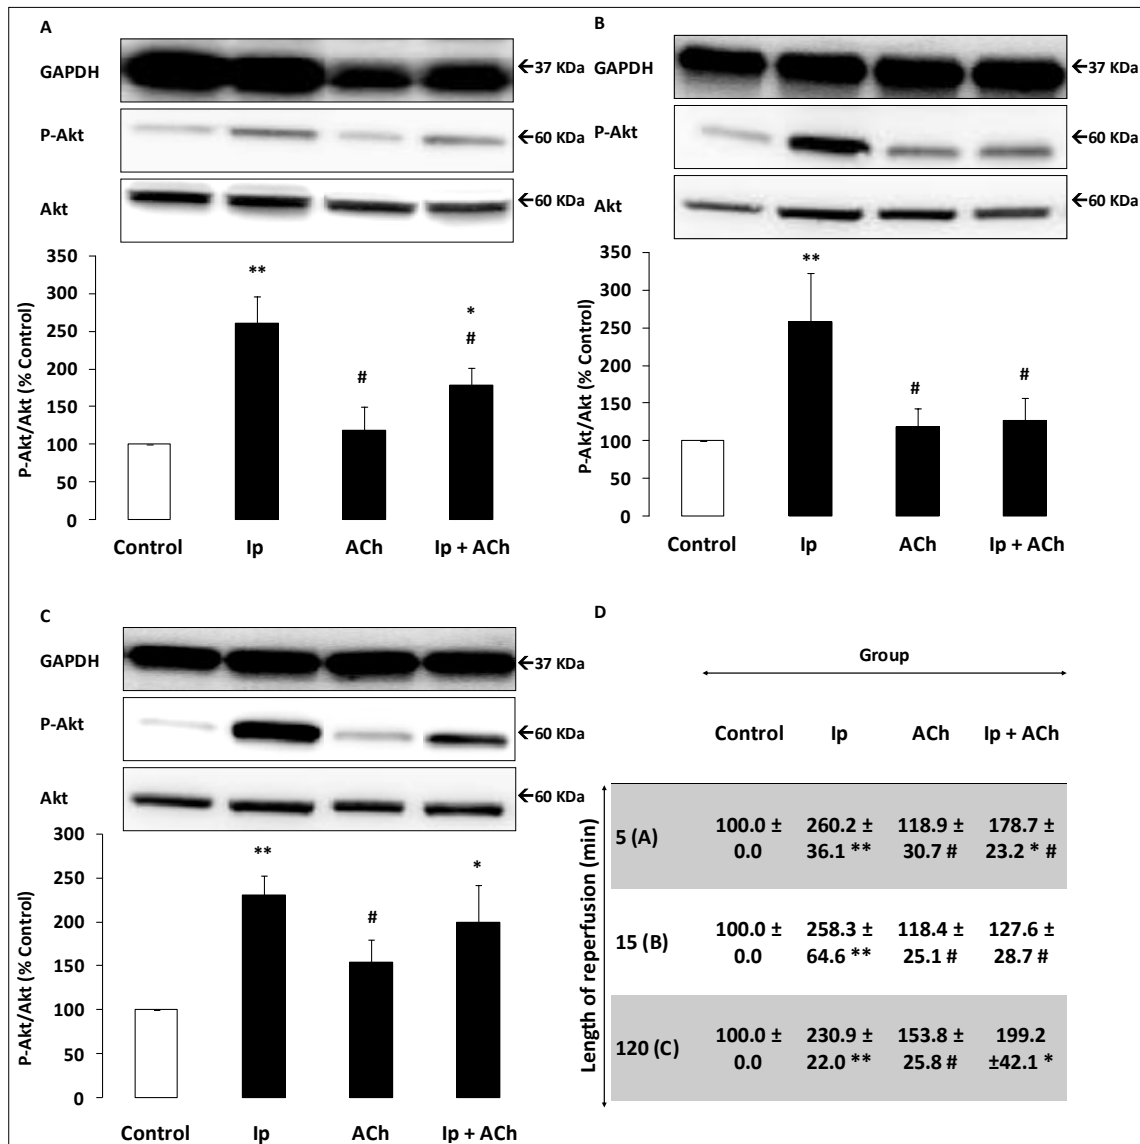 A
GAPDH
←37 KDa
P-Akt
←60 KDa
Akt
←60 KDa
P-Akt/Akt (% Control)
350
300
250
200
150
100
50
0
**
#
*
#
Control Ip ACh Ip + ACh
B
GAPDH
←37 KDa
P-Akt
←60 KDa
Akt
←60 KDa
P-Akt/Akt (% Control)
350
300
250
200
150
100
50
0
**
#
#
Control Ip ACh Ip + ACh
C
GAPDH
←37 KDa
P-Akt
←60 KDa
Akt
←60 KDa
P-Akt/Akt (% Control)
300
250
200
150
100
50
0
**
#
*
Control Ip ACh Ip + ACh
D
Group
Control Ip ACh Ip + ACh
Length of reperfusion (min)
5 (A)
100.0 ± 260.2 ± 118.9 ± 178.7 ±
0.0 36.1 ** 30.7 # 23.2 * #
15 (B)
100.0 ± 258.3 ± 118.4 ± 127.6 ±
0.0 64.6 ** 25.1 # 28.7 #
120 (C)
100.0 ± 230.9 ± 153.8 ± 199.2
0.0 22.0 ** 25.8 # ±42.1 *